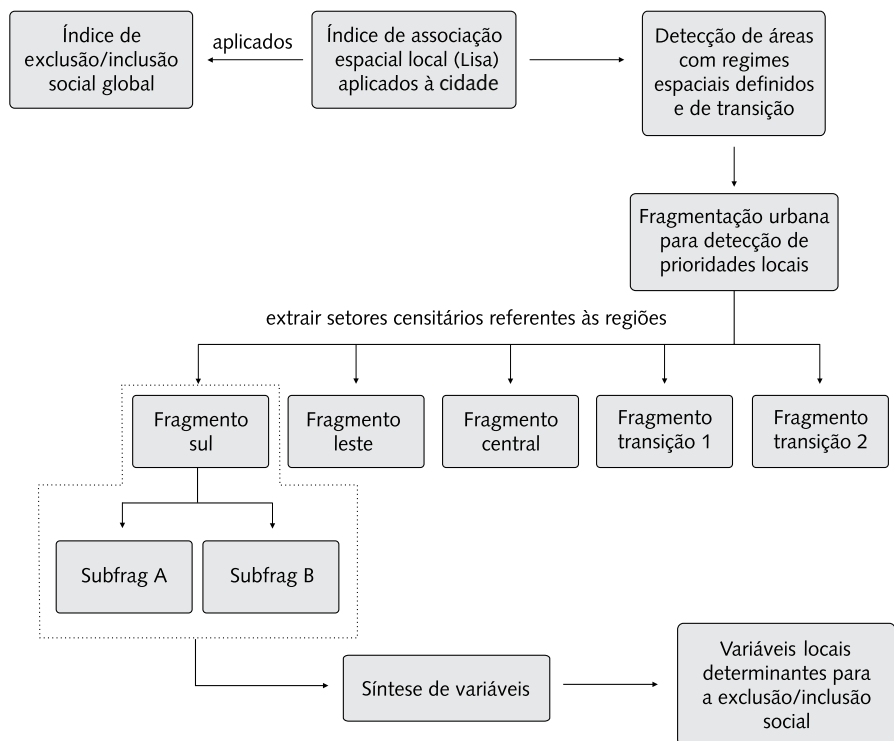 Índice de
exclusão/inclusão
social global
aplicados
Índice de associação
espacial local (Lisa)
aplicados à cidade
Detecção de áreas
com regimes
espaciais definidos
e de transição
Fragmentação urbana
para detecção de
prioridades locais
extrair setores censitários referentes às regiões
Fragmento
sul
Fragmento
leste
Fragmento
central
Fragmento
transição 1
Fragmento
transição 2
Subfrag A
Subfrag B
Síntese de variáveis
Variáveis locais
determinantes para
a exclusão/inclusão
social